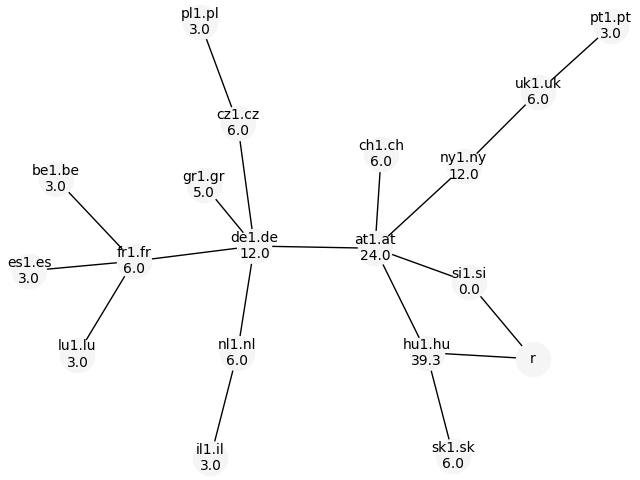 pl1.pl
3.0
pt1.pt
3.0
uk1.uk
6.0
cz1.cz
6.0
ch1.ch
6.0
ny1.ny
12.0
be1.be
3.0
gr1.gr
5.0
de1.de
12.0
at1.at
24.0
fr1.fr
6.0
es1.es
3.0
si1.si
0.0
lu1.lu
3.0
nl1.nl
6.0
hu1.hu
39.3
r
il1.il
3.0
sk1.sk
6.0